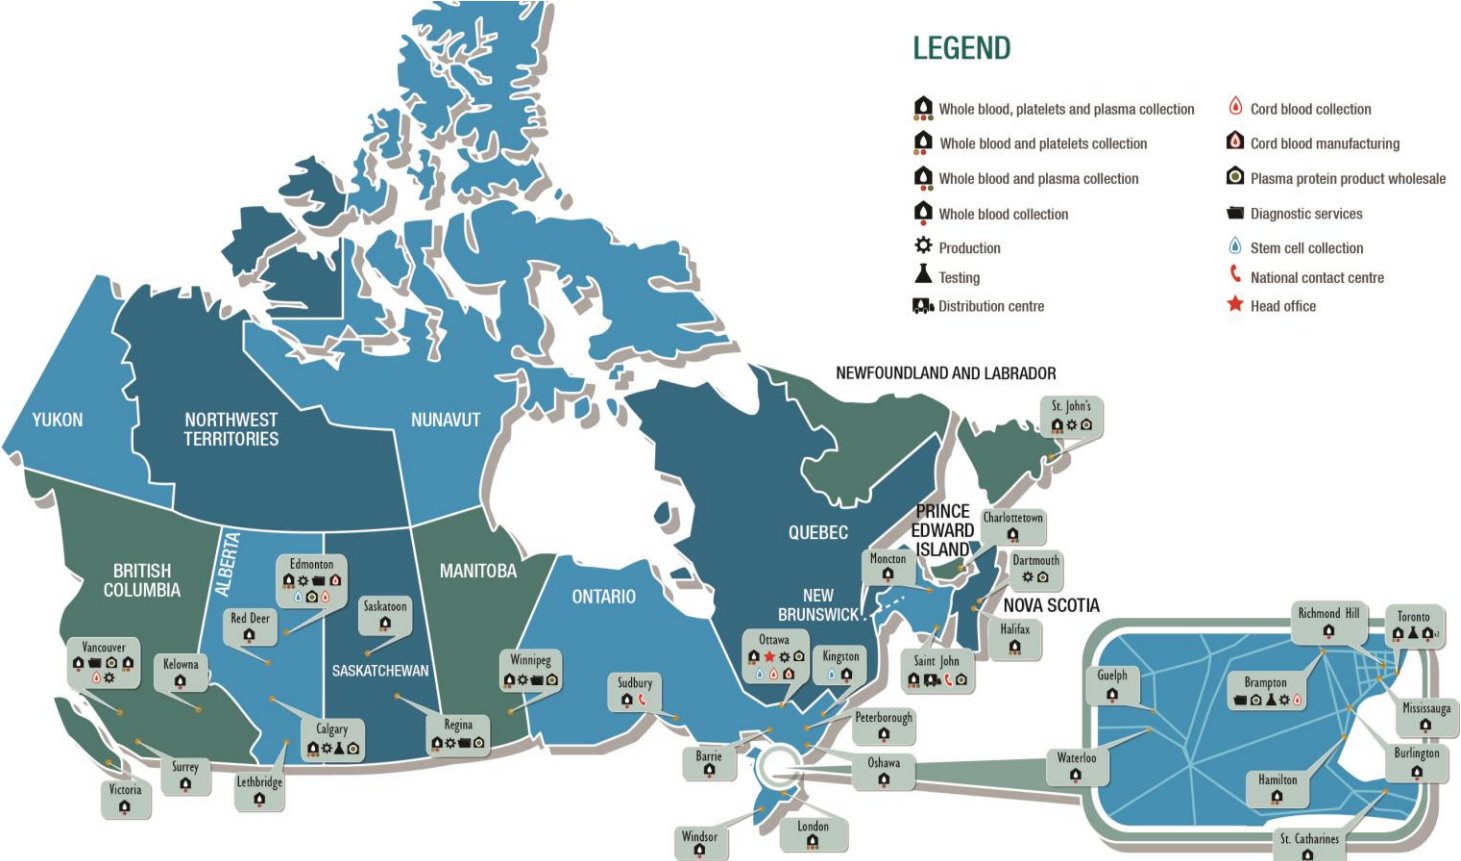 LEGEND
Whole blood, platelets and plasma collection
Whole blood and platelets collection
Whole blood and plasma collection
Whole blood collection
Production
Testing
Distribution centre
Cord blood collection
Cord blood manufacturing
Plasma protein product wholesale
Diagnostic services
Stem cell collection
National contact centre
Head office
NEWFOUNDLAND AND LABRADOR
St. John's
YUKON
NORTHWEST
TERRITORIES
NUNAVUT
BRITISH
COLUMBIA
ALBERTA
SASKATCHEWAN
MANITOBA
ONTARIO
QUEBEC
PRINCE
EDWARD
ISLAND
NEW
BRUNSWICK
NOVA SCOTIA
Charlottetown
Moncton
Dartmouth
Halifax
Saint John
Edmonton
Red Deer
Saskatoon
Vancouver
Kelowna
Winnipeg
Calgary
Regina
Surrey
Victoria
Lethbridge
Sudbury
Ottawa
Kingston
Peterborough
Barrie
Oshawa
Windsor
London
Richmond Hill
Toronto
x2
Guelph
Brampton
Mississauga
Waterloo
Burlington
Hamilton
St. Catharines